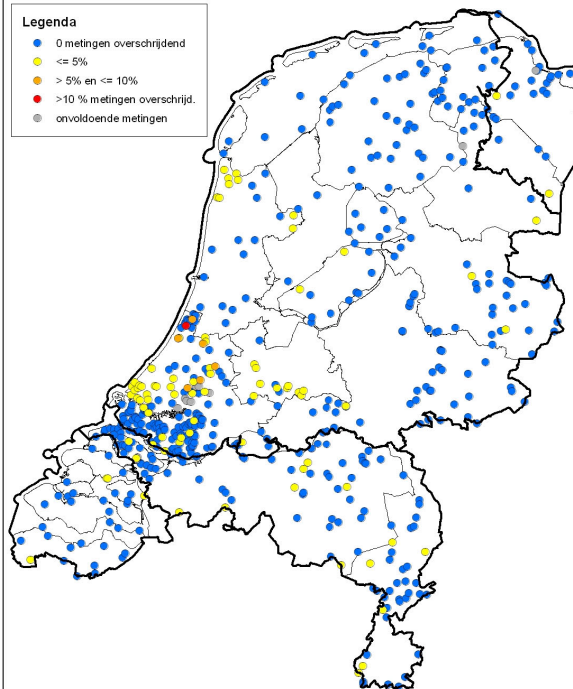 Legenda
0 metingen overschrijdend
<= 5%
> 5% en <= 10%
>10 % metingen overschrijd.
onvoldoende metingen